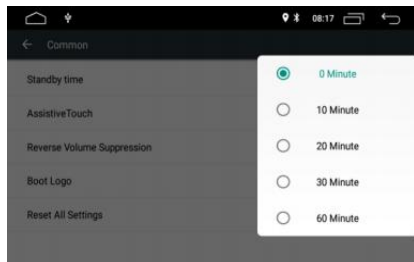 08:17
Common
Standby time
AssistiveTouch
Reverse Volume Suppression
Boot Logo
Reset All Settings
0 Minute
10 Minute
20 Minute
30 Minute
60 Minute